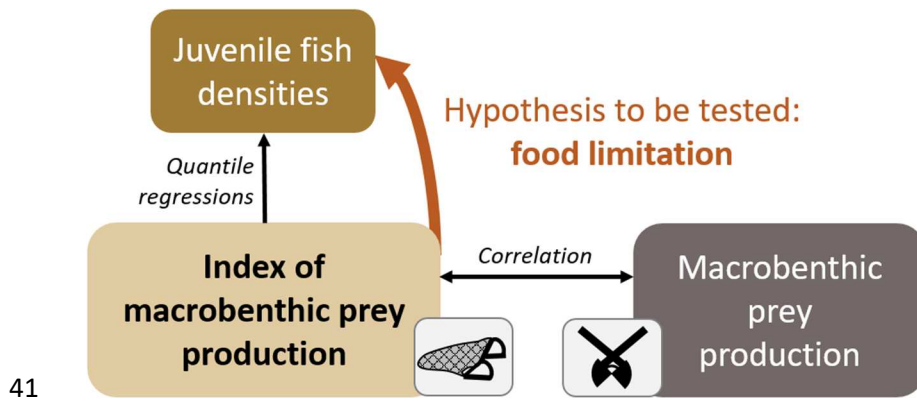 Juvenile fish
densities
Hypothesis to be tested:
food limitation
Quantile
regressions
Index of
macrobenthic prey
production
Correlation
Macrobenthic
prey
production
41